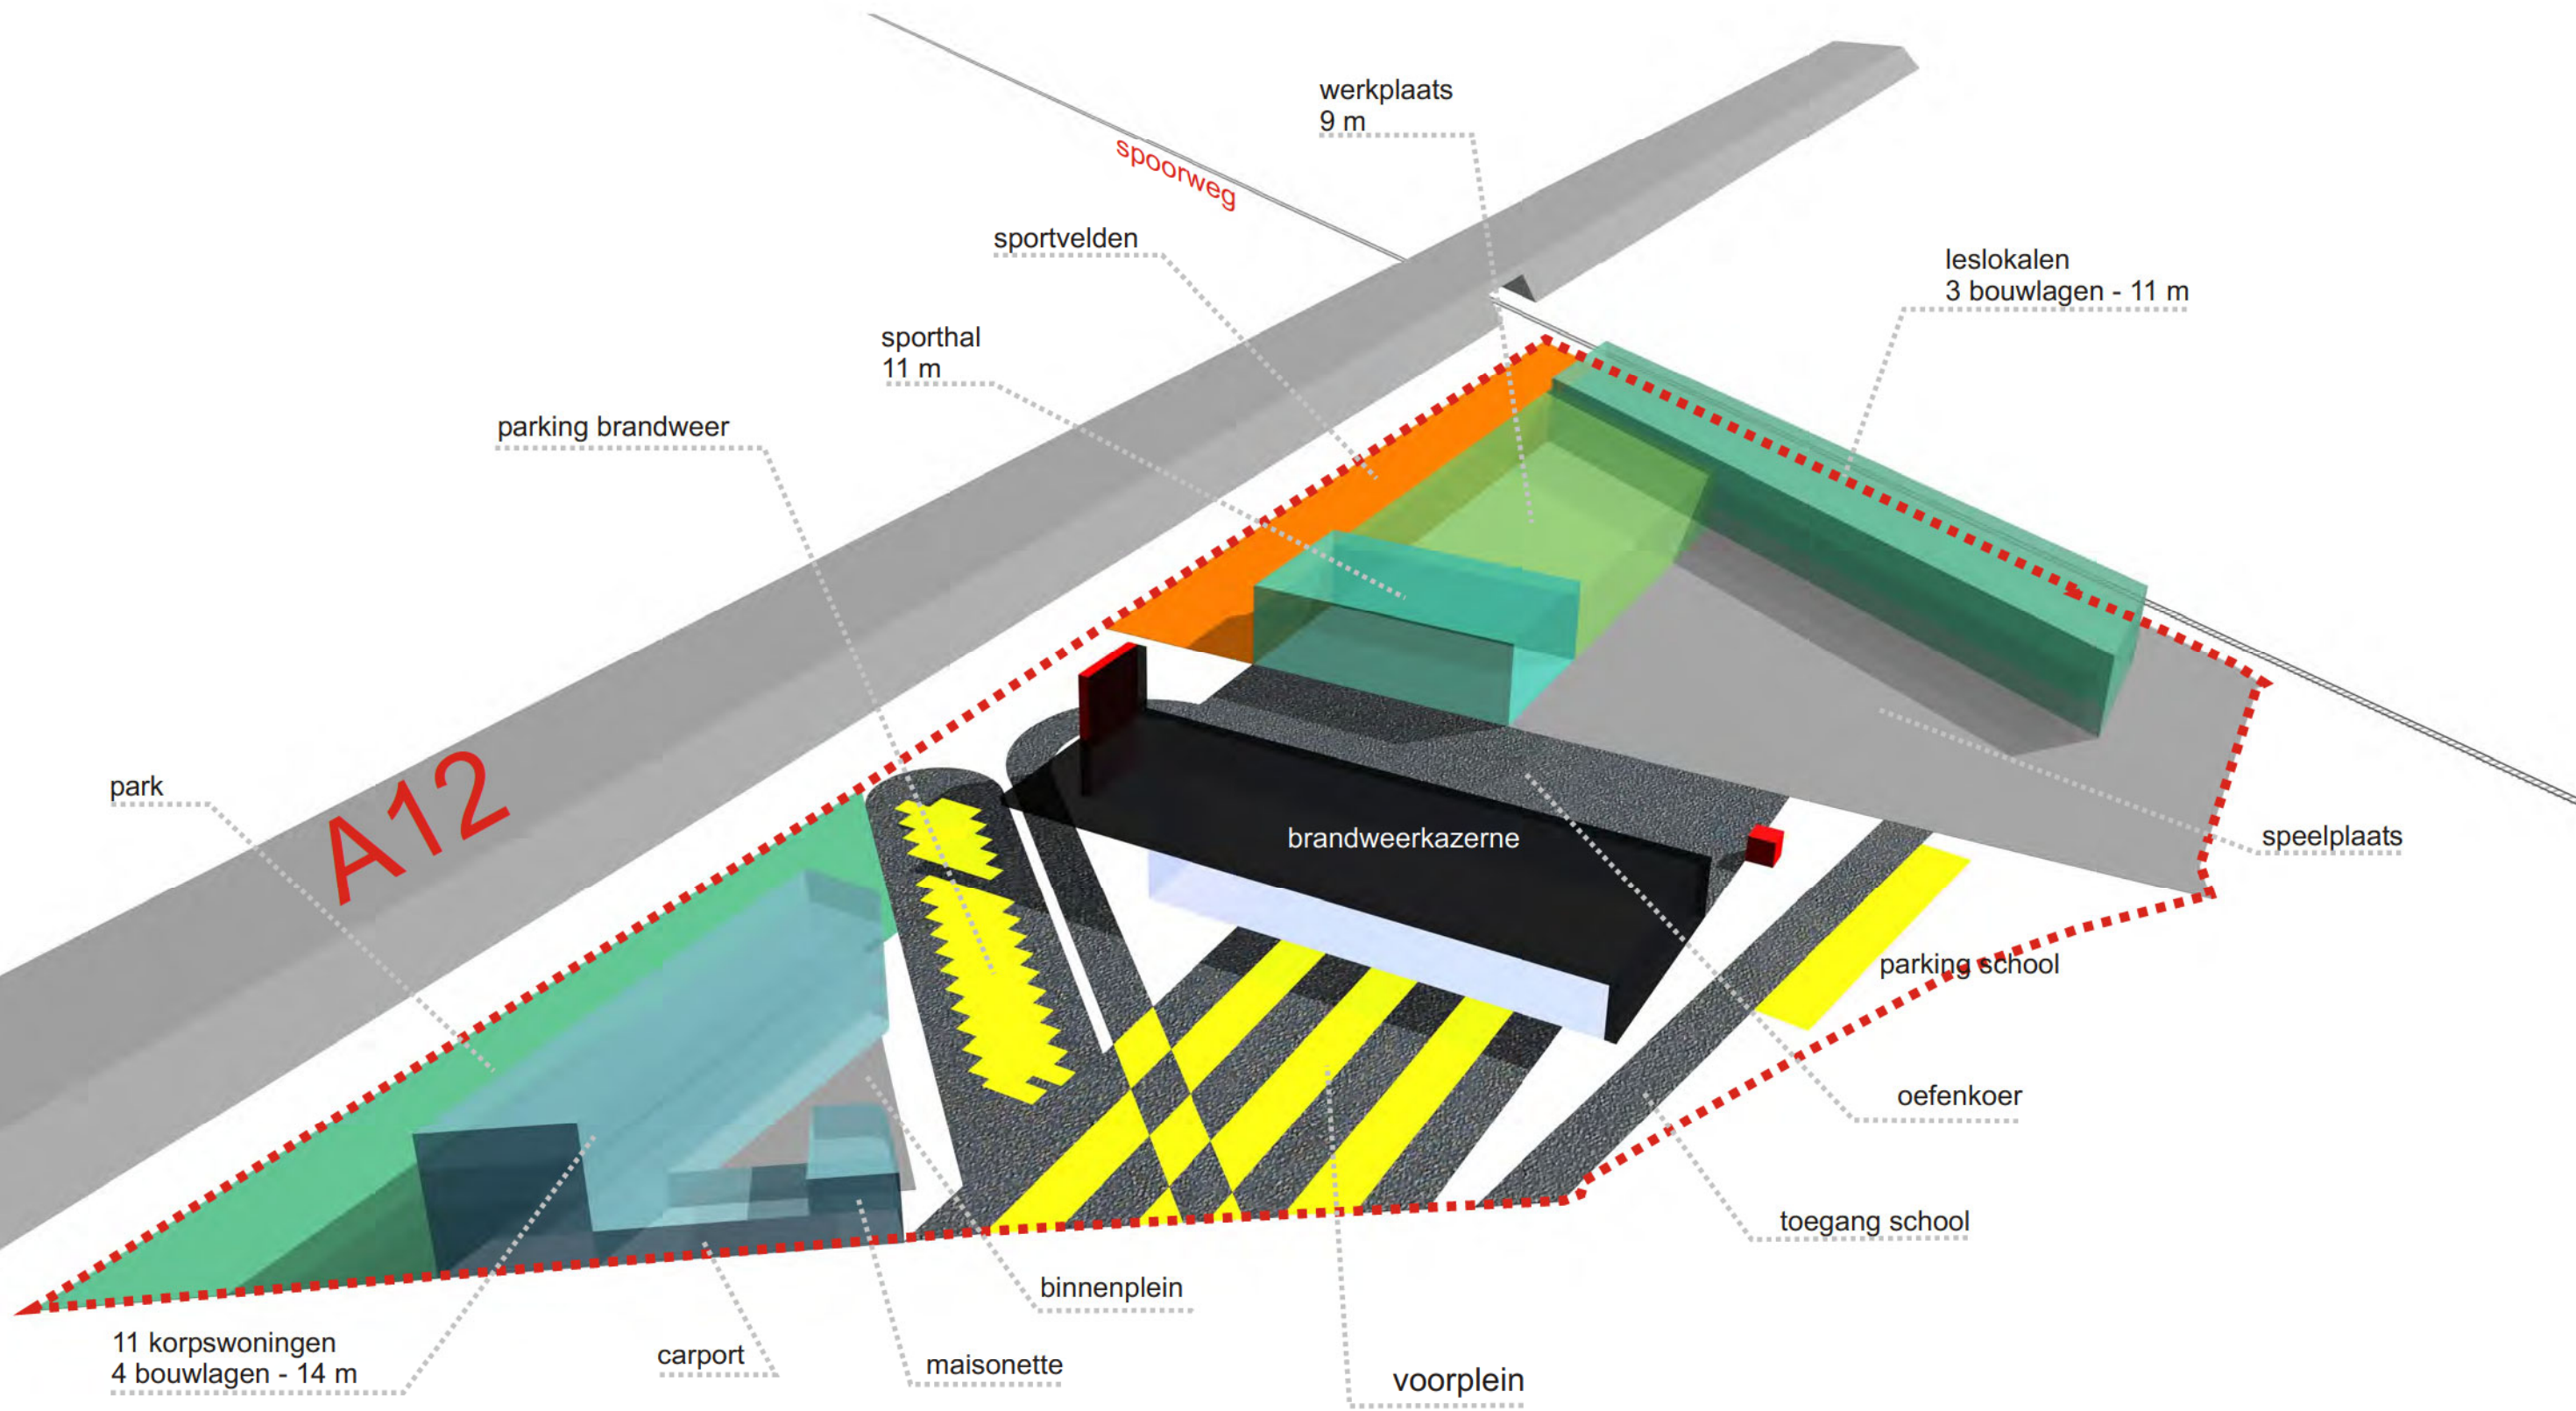 werkplaats
9 m
spoorweg
sportvelden
leslokalen
3 bouwlagen - 11 m
sporthal
11 m
parking brandweer
A12
park
brandweerkazerne
speelplaats
parking school
oefenkoer
toegang school
binnenplein
11 korpswoningen
4 bouwlagen - 14 m
carport
maisonette
voorplein